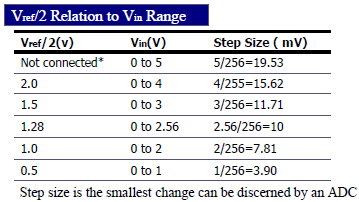 Vref/2 Relation to Vin Range
Vref/2(v) Vin(V) Step Size ( mV)
Not connected* 0 to 5 5/256=19.53
2.0 0 to 4 4/255=15.62
1.5 0 to 3 3/256=11.71
1.28 0 to 2.56 2.56/256=10
1.0 0 to 2 2/256=7.81
0.5 0 to 1 1/256=3.90
Step size is the smallest change can be discerned by an ADC